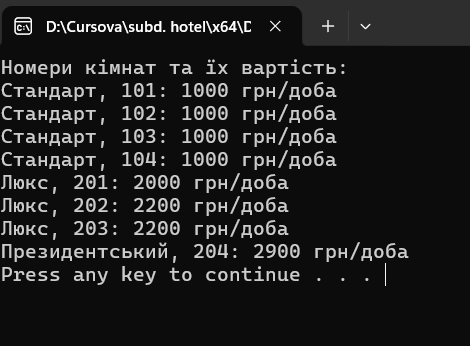 D:\Cursova\subd. hotel\x64\D
Номери кімнат та їх вартість:
Стандарт, 101: 1000 грн/доба
Стандарт, 102: 1000 грн/доба
Стандарт, 103: 1000 грн/доба
Стандарт, 104: 1000 грн/доба
Люкс, 201: 2000 грн/доба
Люкс, 202: 2200 грн/доба
Люкс, 203: 2200 грн/доба
Президентський, 204: 2900 грн/доба
Press any key to continue . . .